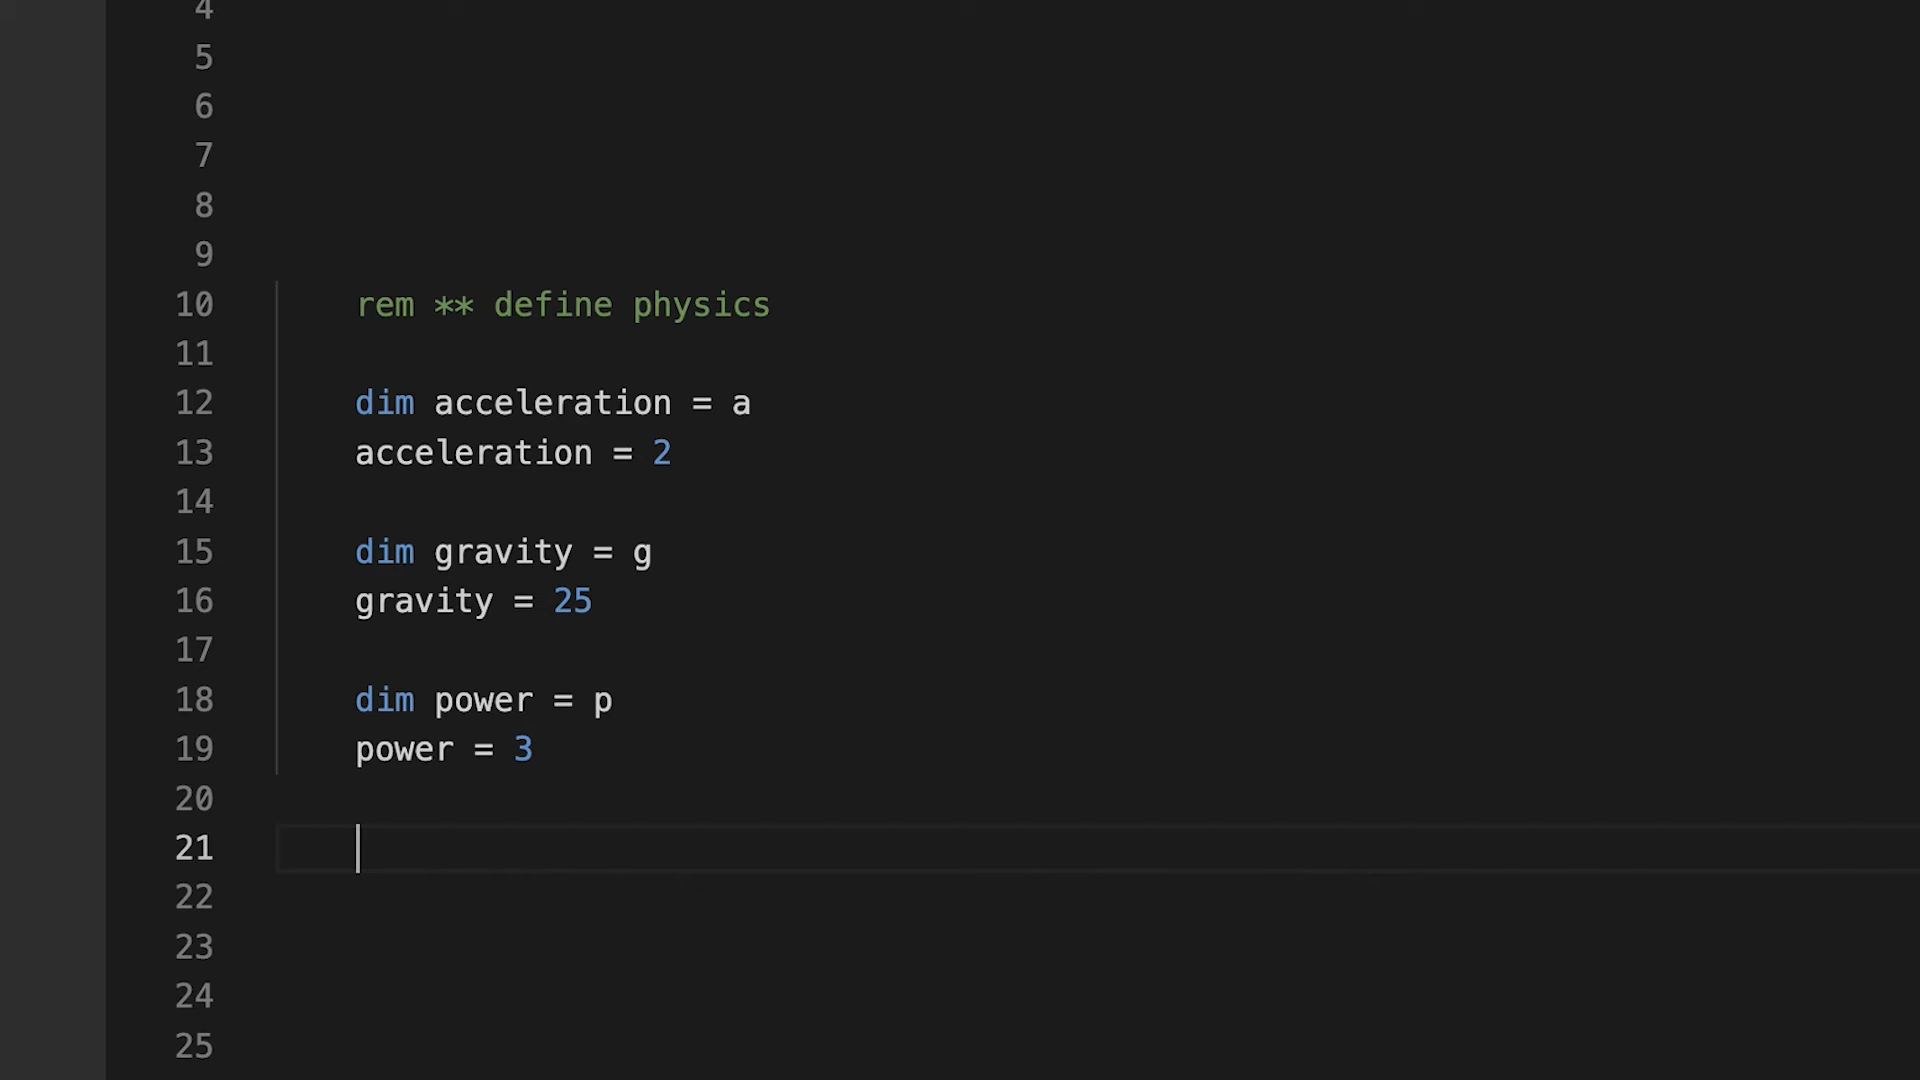 4
5
6
7
8
9
10 rem ** define physics
11
12 dim acceleration = a
13 acceleration = 2
14
15 dim gravity = g
16 gravity = 25
17
18 dim power = p
19 power = 3
20
21
22
23
24
25